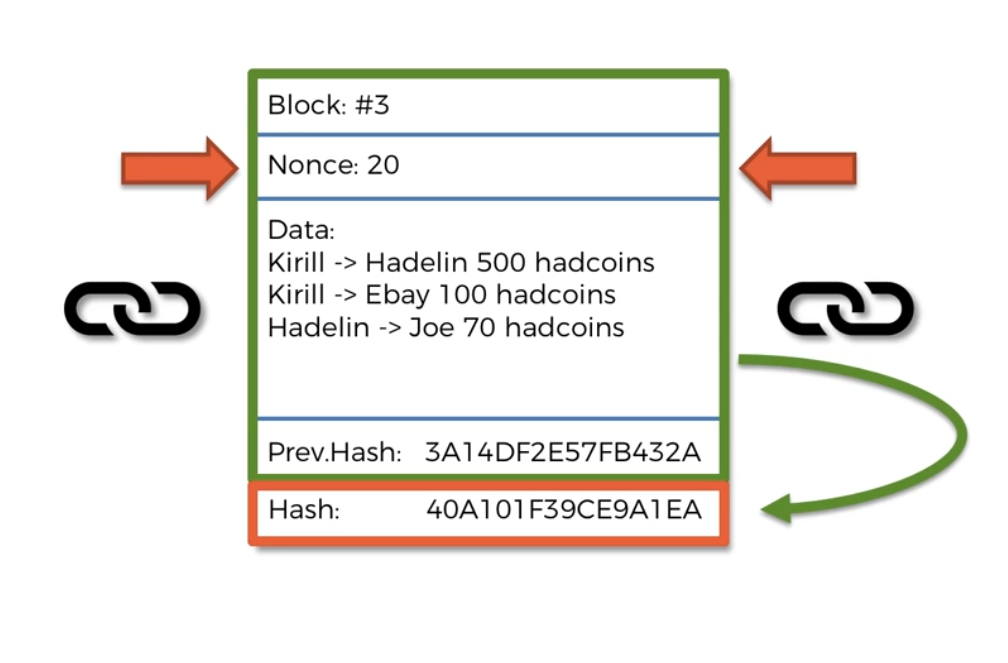 Block: #3
Nonce: 20
Data:
Kirill -> Hadelin 500 hadcoins
Kirill -> Ebay 100 hadcoins
Hadelin -> Joe 70 hadcoins
Prev.Hash: 3A14DF2E57FB432A
Hash: 40A101F39CE9A1EA